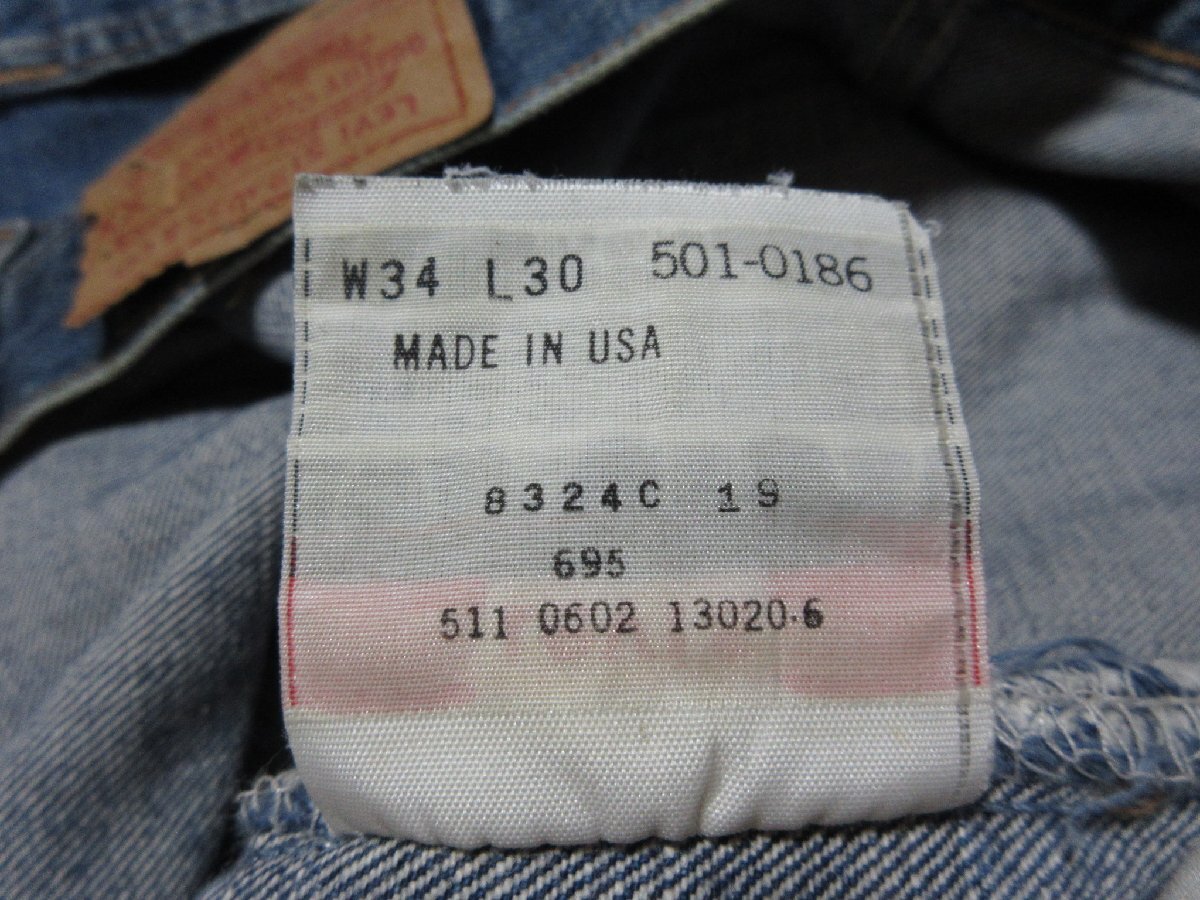 W34 L30 501-0186
MADE IN USA
8324C 19
695
511 0602 13020·6